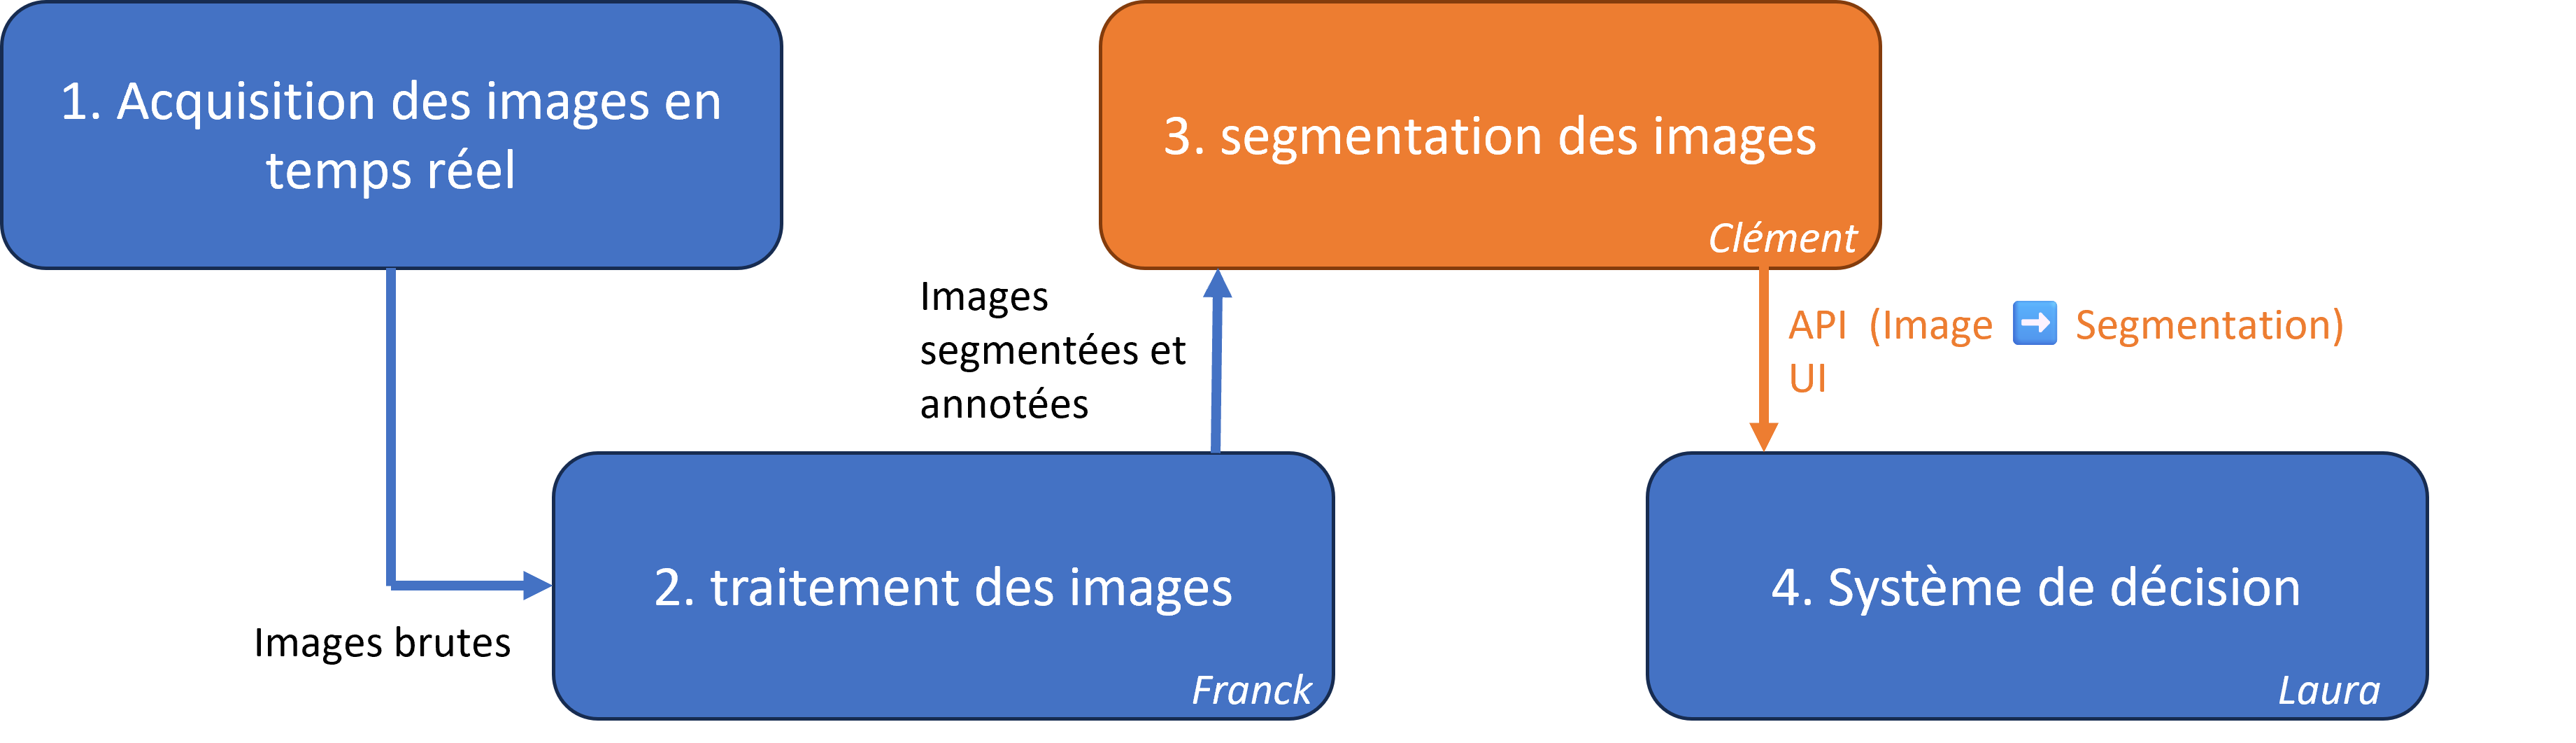 1. Acquisition des images en
temps réel
3. segmentation des images
Clément
Images
segmentées et
annotées
API (Image ➡️ Segmentation)
UI
2. traitement des images
Franck
4. Système de décision
Laura
Images brutes